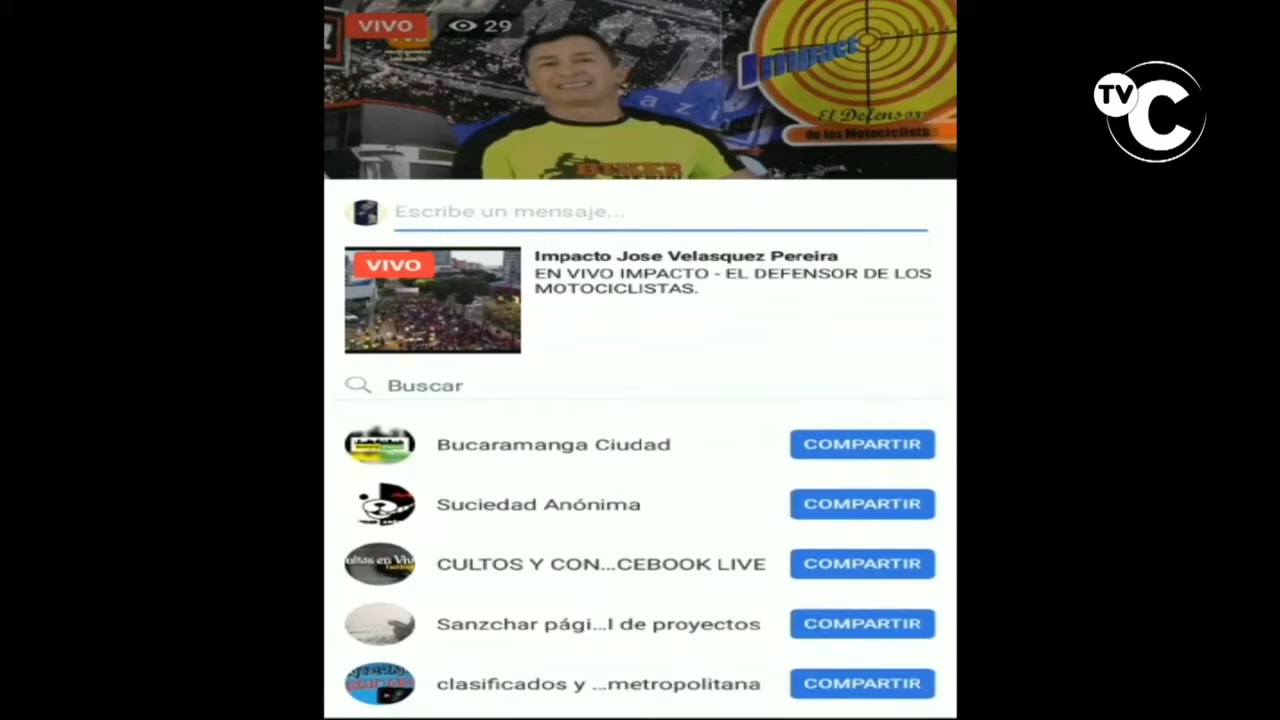 VIVO
29
Impact
El Defensor
de los Motociclista
BIKER
TV
C
Escribe un mensaje...
VIVO
Impacto Jose Velasquez Pereira
EN VIVO IMPACTO - EL DEFENSOR DE LOS
MOTOCICLISTAS.
Buscar
Bucaramanga Ciudad
COMPARTIR
Suciedad Anónima
COMPARTIR
CULTOS Y CON...CEBOOK LIVE
COMPARTIR
Sanzchar pági...l de proyectos
COMPARTIR
clasificados y ...metropolitana
COMPARTIR